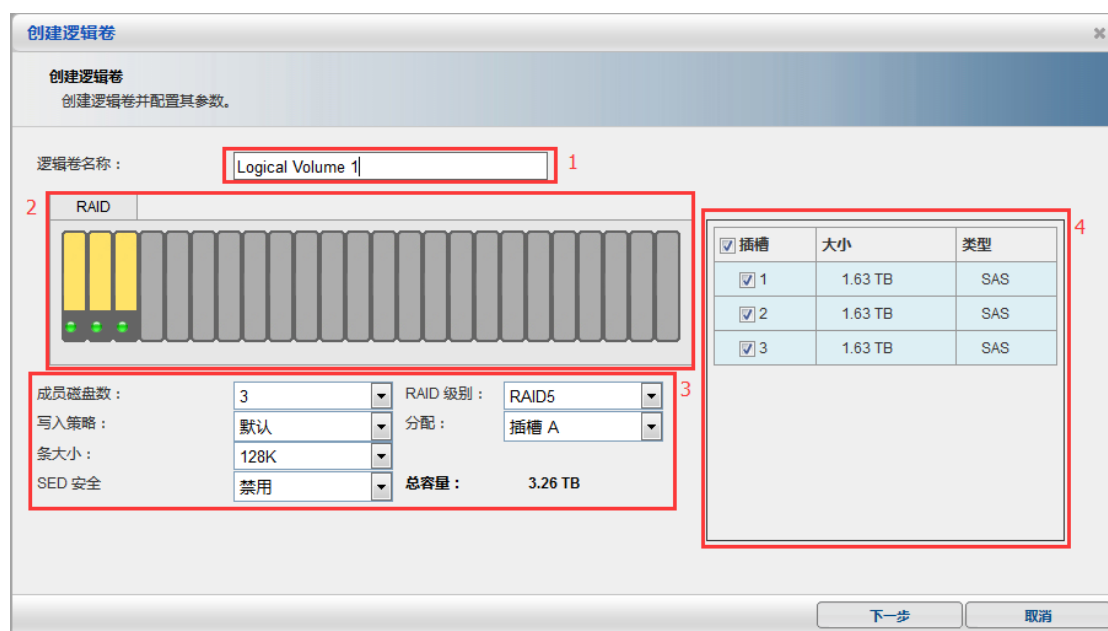 创建逻辑卷
创建逻辑卷
创建逻辑卷并配置其参数。
逻辑卷名称：
Logical Volume 1
1
2
RAID
4
插槽 大小 类型
1 1.63 TB SAS
2 1.63 TB SAS
3 1.63 TB SAS
3
成员磁盘数： 3 RAID 级别： RAID5
写入策略： 默认 分配： 插槽 A
条大小： 128K
SED 安全 禁用 总容量： 3.26 TB
下一步 取消